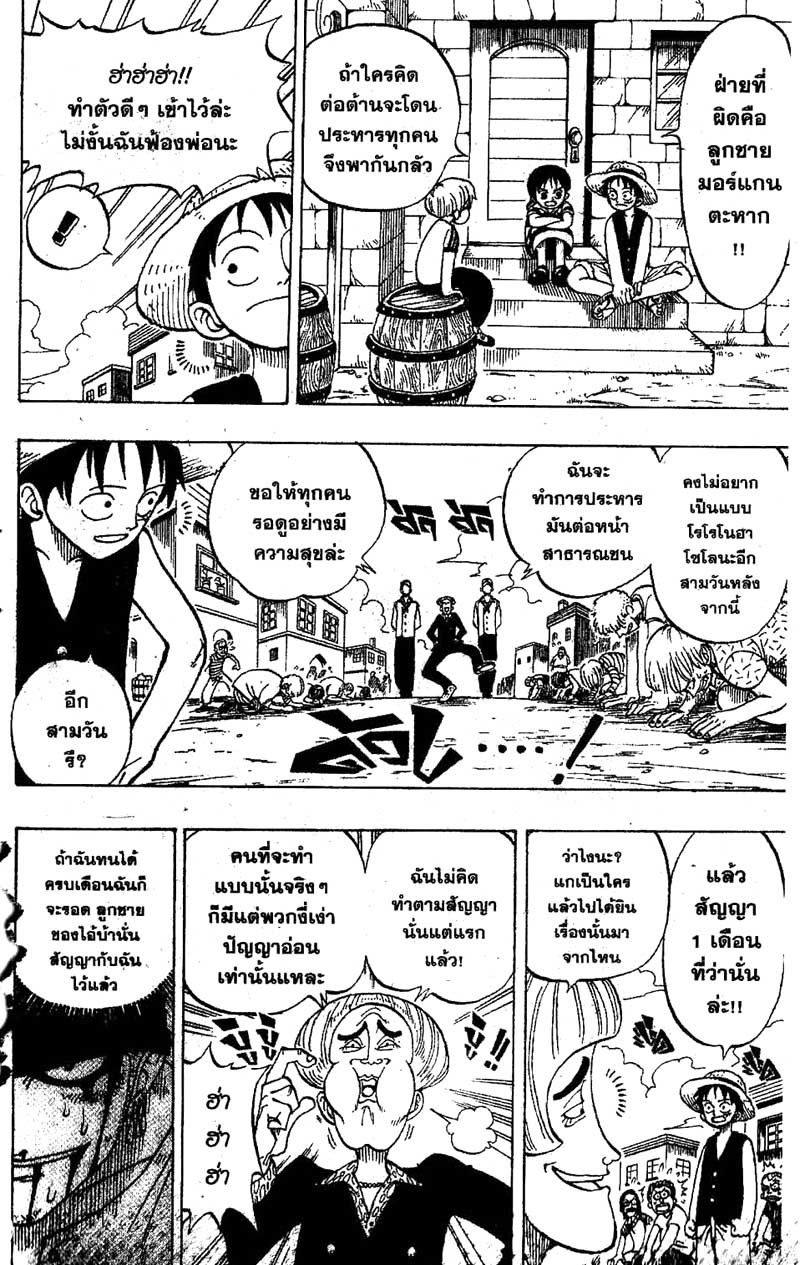 ฝ่ายที่
ผิดคือ
ลูกชาย
มอร์แกน
ตะหาก
!!
ถ้าใครคิด
ต่อต้านจะโดน
ประหารทุกคน
จึงพากันกลัว
ฮ่าฮ่าฮ่า!!
ทำตัวดีๆ เข้าไว้ล่ะ
ไม่งั้นฉันฟ้องพ่อนะ
!!
คงไม่อยาก
เป็นแบบ
โรโรโนฮา
โซโลนะอีก
สามวันหลัง
จากนี้
ฉันจะ
ทำการประหาร
มันต่อหน้า
สาธารณชน
ขอให้ทุกคน
รอดูอย่างมี
ความสุขล่ะ
อีก
สามวัน
รึ?
แล้ว
สัญญา
1 เดือน
ที่ว่านั่น
ล่ะ!!
ว่าไงนะ?
แกเป็นใคร
แล้วไปได้ยิน
เรื่องนั้นมา
จากไหน
ฉันไม่คิด
ทำตามสัญญา
นั่นแต่แรก
แล้ว!
คนที่จะทำ
แบบนั้นจริงๆ
ก็มีแต่พวกงี่เง่า
ปัญญาอ่อน
เท่านั้นแหละ
ฮ่า
ฮ่า
ฮ่า
ถ้าฉันทนได้
ครบเดือนฉันก็
จะรอด ลูกชาย
ของไอ้บ้านั่น
สัญญากับฉัน
ไว้แล้ว